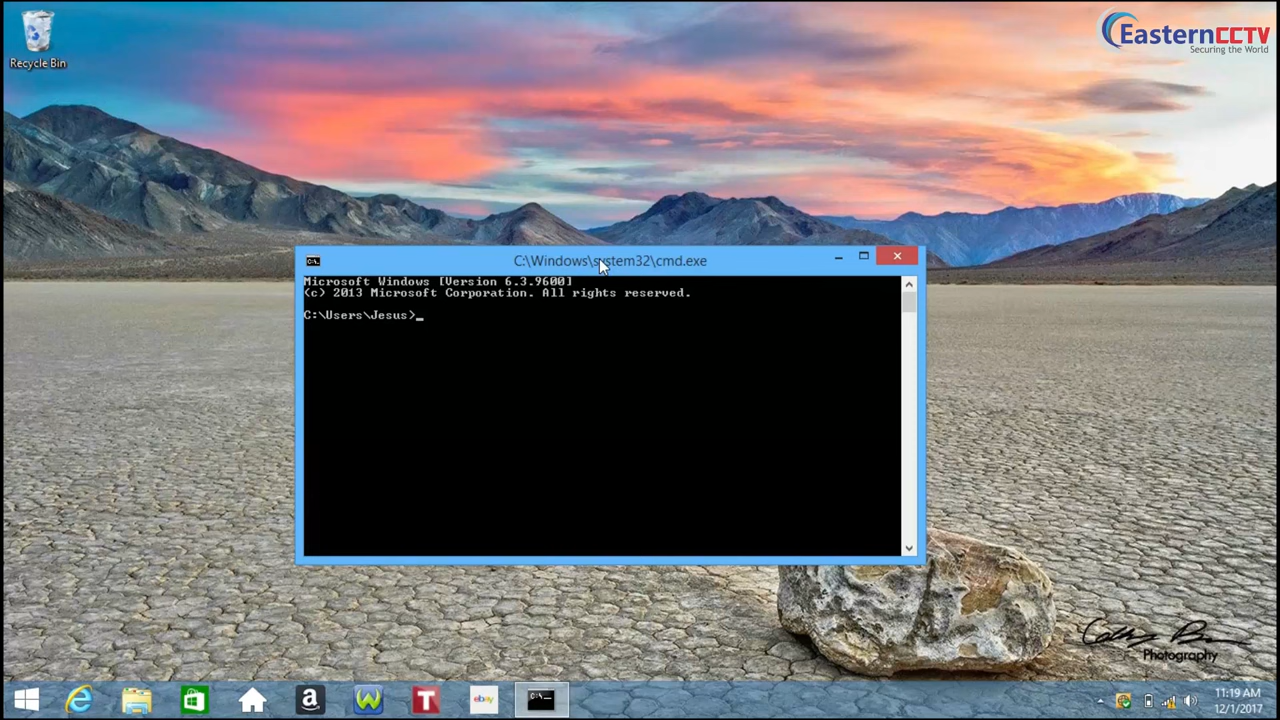 Recycle Bin
EasternCCTV
Securing the World
C:\Windows\system32\cmd.exe
Microsoft Windows [Version 6.3.9600]
(c) 2013 Microsoft Corporation. All rights reserved.
C:\Users\Jesus>_
Photography
a
W
T
ebay
11:19 AM
12/1/2017